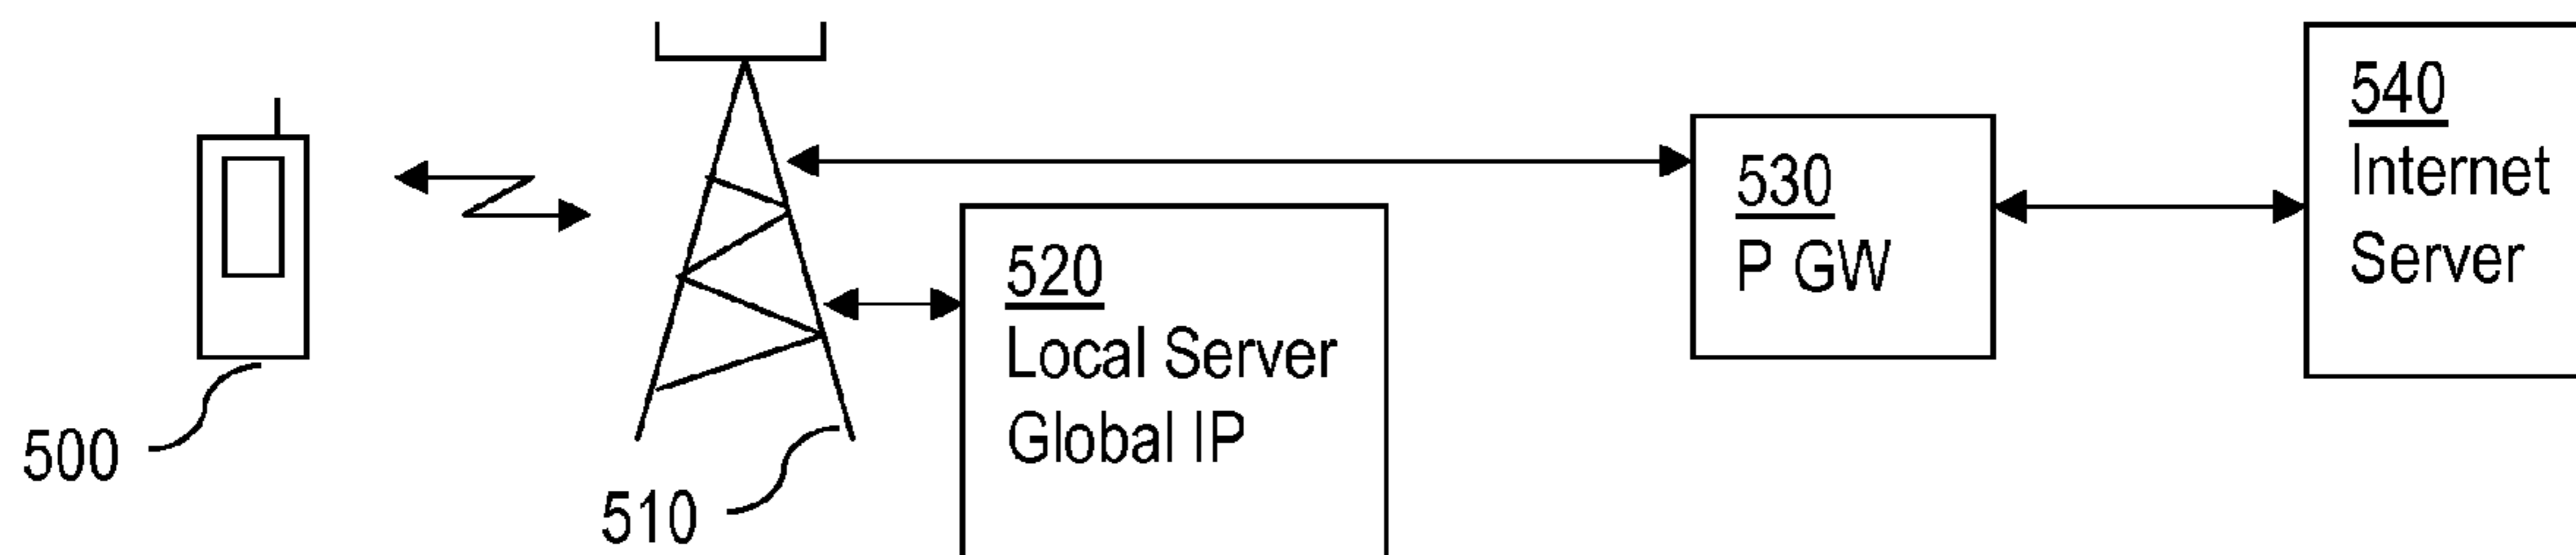 500
510
520
Local Server
Global IP
530
P GW
540
Internet
Server